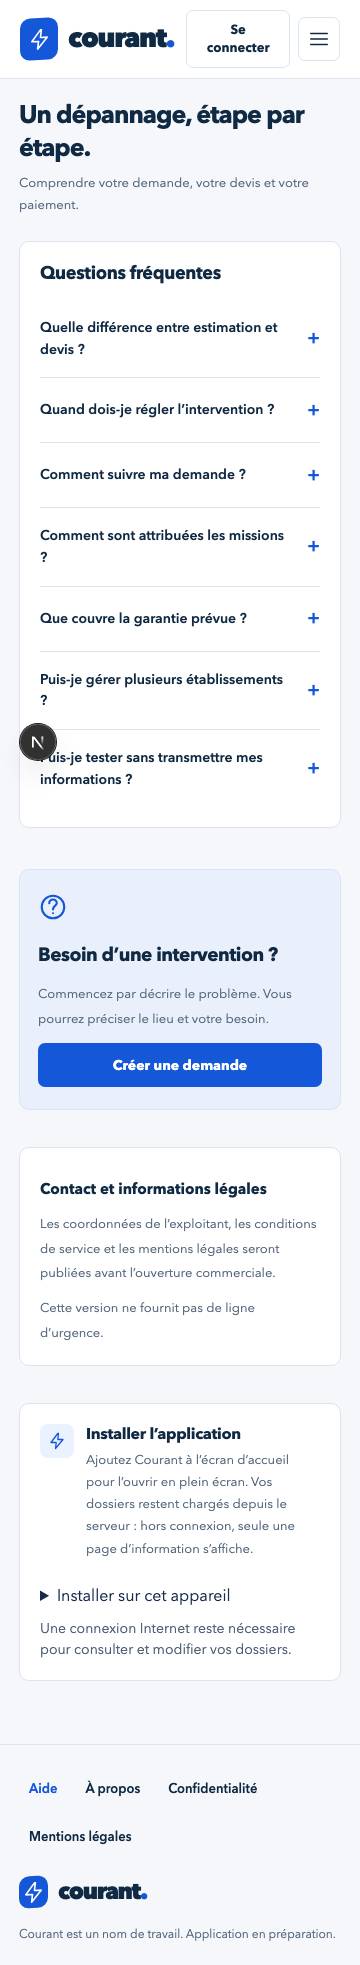 courant.
Se
connecter
Un dépannage, étape par
étape.
Comprendre votre demande, votre devis et votre
paiement.
Questions fréquentes
Quelle différence entre estimation et
devis ?
+
Quand dois-je régler l’intervention ?
+
Comment suivre ma demande ?
+
Comment sont attribuées les missions
?
+
Que couvre la garantie prévue ?
+
Puis-je gérer plusieurs établissements
?
+
N
Puis-je tester sans transmettre mes
informations ?
+
Besoin d’une intervention ?
Commencez par décrire le problème. Vous
pourrez préciser le lieu et votre besoin.
Créer une demande
Contact et informations légales
Les coordonnées de l’exploitant, les conditions
de service et les mentions légales seront
publiées avant l’ouverture commerciale.
Cette version ne fournit pas de ligne
d’urgence.
Installer l’application
Ajoutez Courant à l’écran d’accueil
pour l’ouvrir en plein écran. Vos
dossiers restent chargés depuis le
serveur : hors connexion, seule une
page d’information s’affiche.
Installer sur cet appareil
Une connexion Internet reste nécessaire
pour consulter et modifier vos dossiers.
Aide À propos Confidentialité
Mentions légales
courant.
Courant est un nom de travail. Application en préparation.